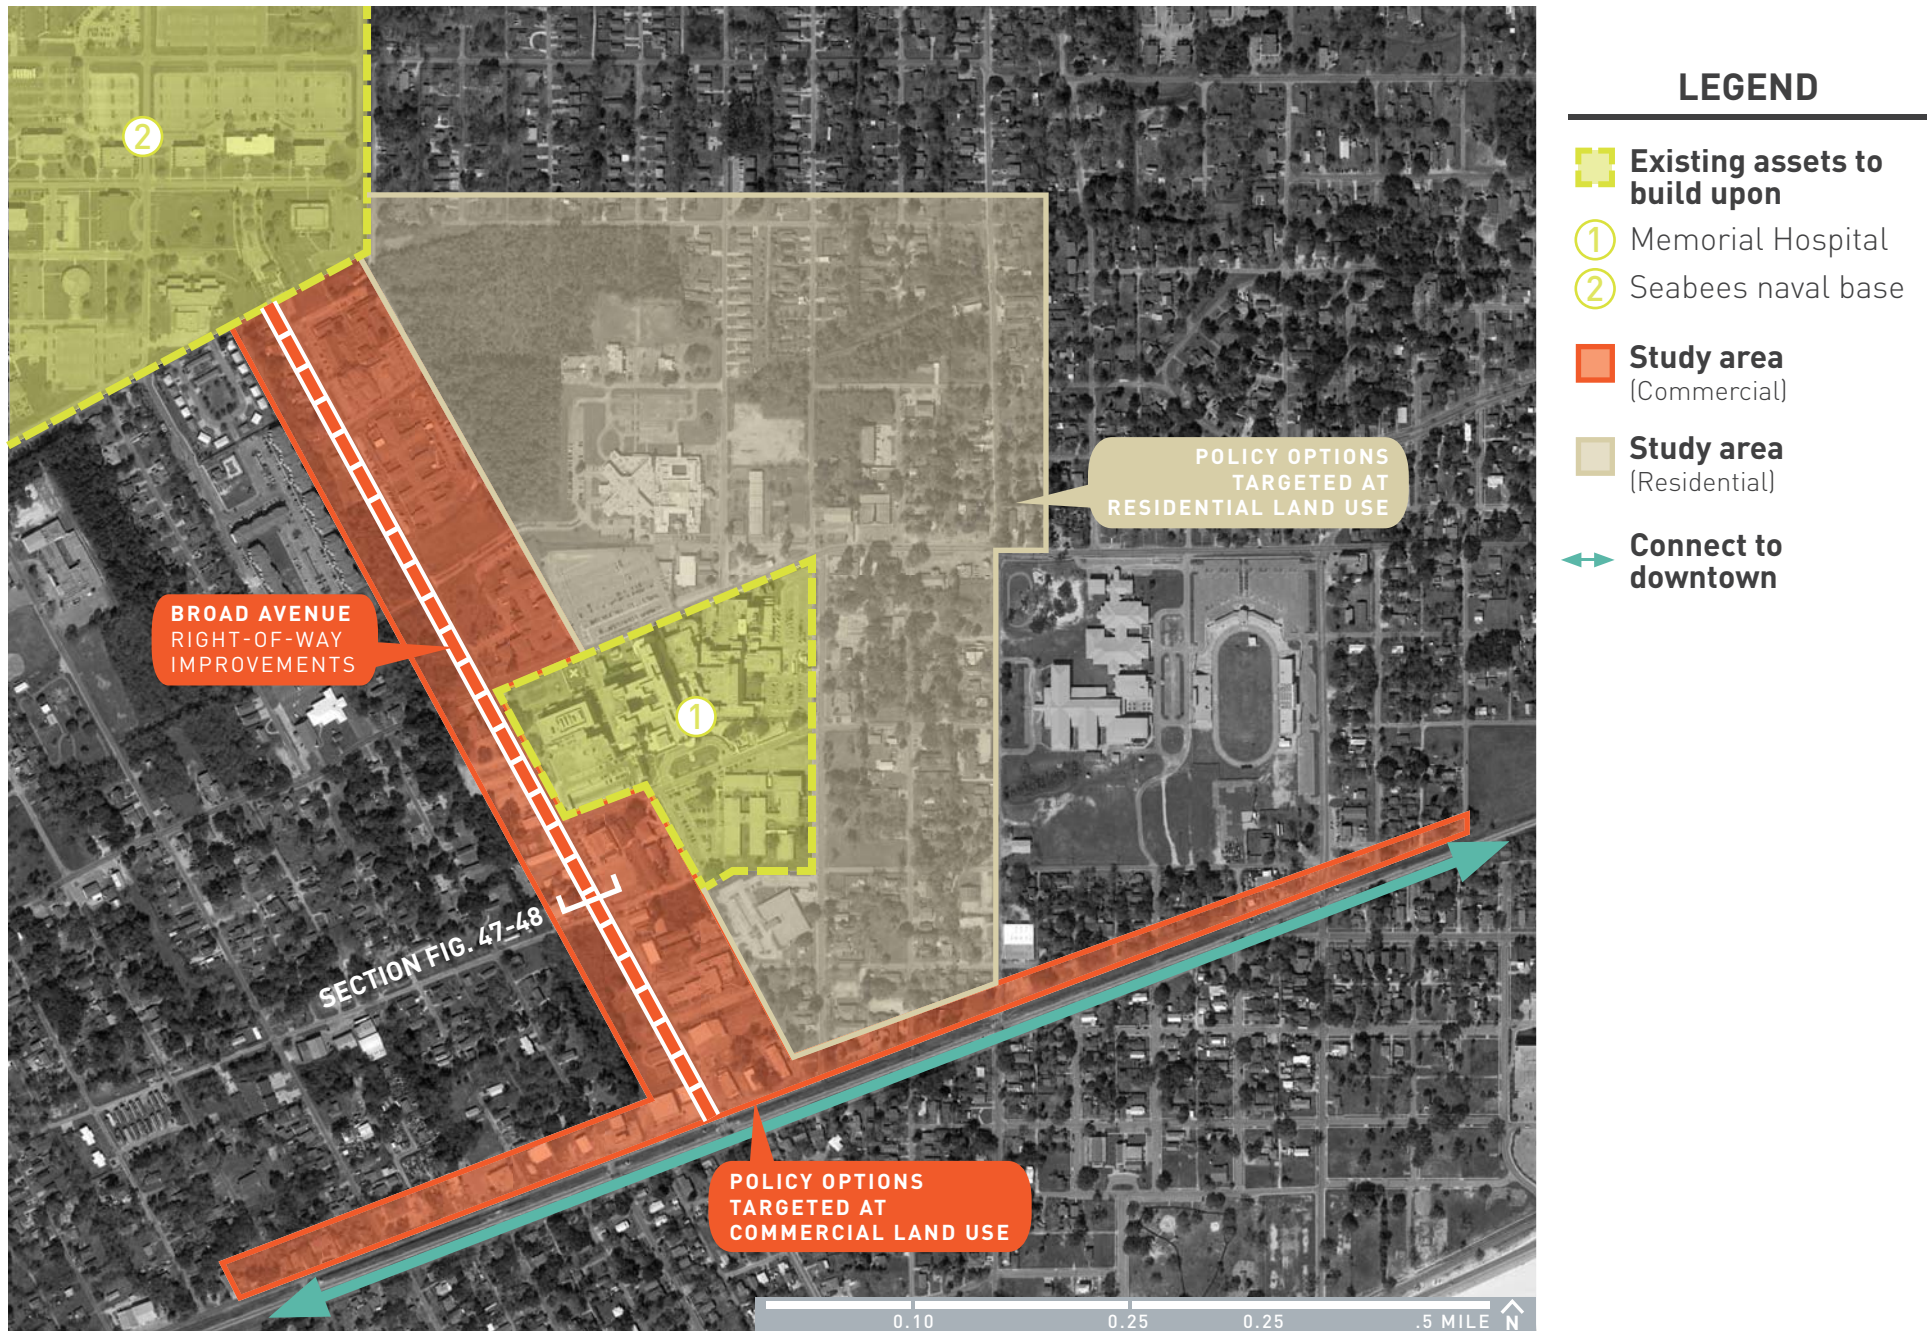 2
POLICY OPTIONS
TARGETED AT
RESIDENTIAL LAND USE
BROAD AVENUE
RIGHT-OF-WAY
IMPROVEMENTS
1
SECTION FIG. 47-48
POLICY OPTIONS
TARGETED AT
COMMERCIAL LAND USE
0.10 0.25 0.25 .5 MILE N
LEGEND
Existing assets to
build upon
1 Memorial Hospital
2 Seabees naval base
Study area
(Commercial)
Study area
(Residential)
Connect to
downtown